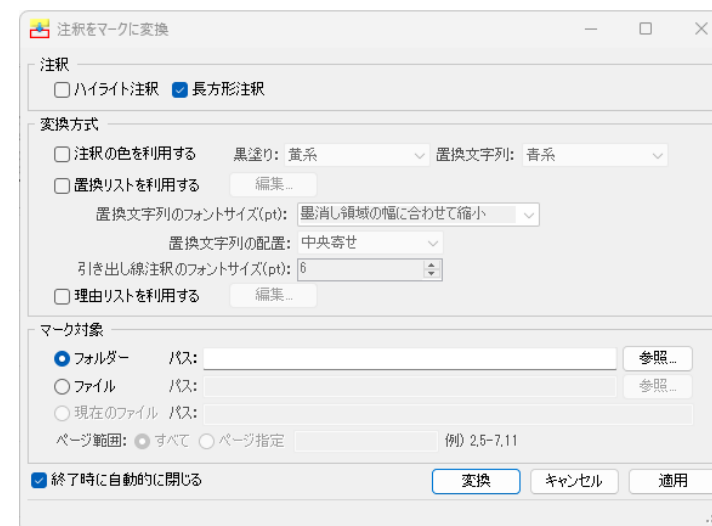 注釈をマークに変換
注釈
ハイライト注釈 長方形注釈
変換方式
注釈の色を利用する 黒塗り: 黄系 置換文字列: 青系
置換リストを利用する 編集...
置換文字列のフォントサイズ(pt): 墨消し領域の幅に合わせて縮小
置換文字列の配置: 中央寄せ
引き出し線注釈のフォントサイズ(pt): 6
理由リストを利用する 編集...
マーク対象
フォルダー パス: 参照...
ファイル パス: 参照...
現在のファイル パス:
ページ範囲: すべて ページ指定 例) 2,5-7,11
終了時に自動的に閉じる 変換 キャンセル 適用